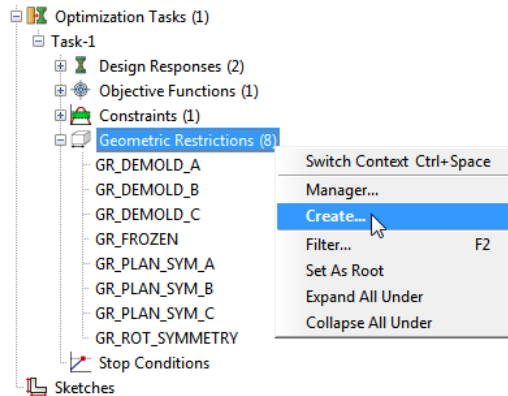 Optimization Tasks (1)
Task-1
Design Responses (2)
Objective Functions (1)
Constraints (1)
Geometric Restrictions (8)
GR_DEMOLD_A
GR_DEMOLD_B
GR_DEMOLD_C
GR_FROZEN
GR_PLAN_SYM_A
GR_PLAN_SYM_B
GR_PLAN_SYM_C
GR_ROT_SYMMETRY
Stop Conditions
Sketches
Switch Context Ctrl+Space
Manager...
Create...
Filter... F2
Set As Root
Expand All Under
Collapse All Under